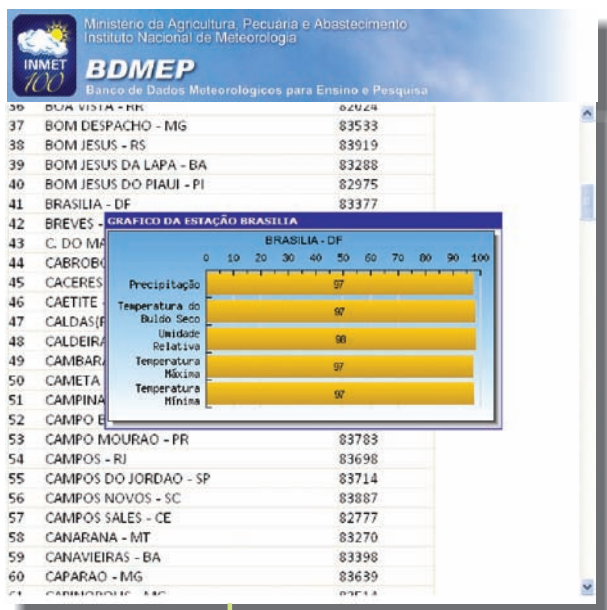 Ministério da Agricultura, Pecuária e Abastecimento
Instituto Nacional de Meteorologia
INMET
100
BDMEP
Banco de Dados Meteorológicos para Ensino e Pesquisa
36 BOA VISTA - RR 82024
37 BOM DESPACHO - MG 83533
38 BOM JESUS - RS 83919
39 BOM JESUS DA LAPA - BA 83288
40 BOM JESUS DO PIAUI - PI 82975
41 BRASILIA - DF 83377
42 BREVES -
43 C. DO MA
44 CABROBO
45 CACERES
46 CAETITE
47 CALDAS(P
48 CALDEIRA
49 CAMBARA
50 CAMETA
51 CAMPINA
52 CAMPO
GRAFICO DA ESTAÇÃO BRASILIA
BRASILIA - DF
0 10 20 30 40 50 60 70 80 90 100
Precipitação 97
Temperatura do Buldo Seco 97
Umidade Relativa 98
Temperatura Máxima 97
Temperatura Mínima 97
53 CAMPO MOURAO - PR 83783
54 CAMPOS - RJ 83698
55 CAMPOS DO JORDAO - SP 83714
56 CAMPOS NOVOS - SC 83887
57 CAMPOS SALES - CE 82777
58 CANARANA - MT 83270
59 CANAVIEIRAS - BA 83398
60 CAPARAO - MG 83639